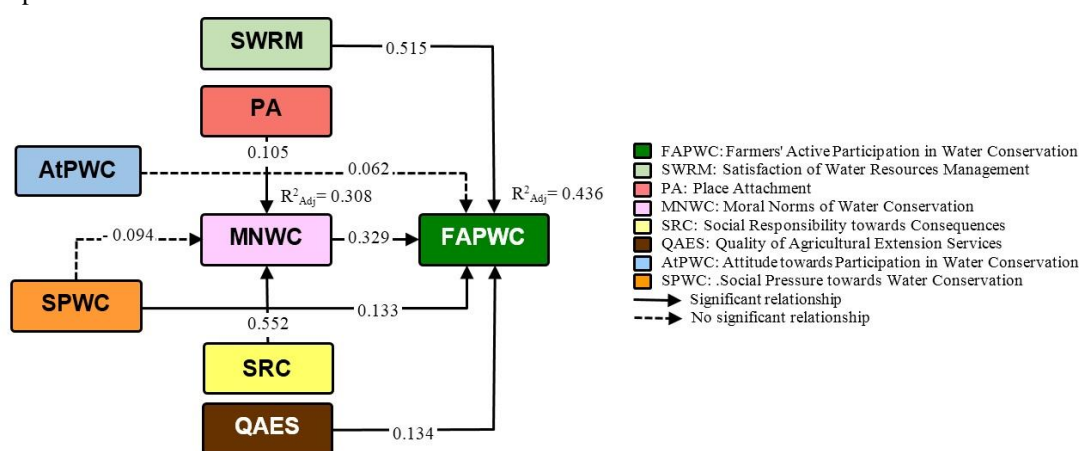 SWRM
0.515
PA
0.105
AtPWC
0.062
R²Adj= 0.308
R²Adj= 0.436
MNWC
0.329
FAPWC
- 0.094
SPWC
0.133
0.552
SRC
QAES
0.134
FAPWC: Farmers' Active Participation in Water Conservation
SWRM: Satisfaction of Water Resources Management
PA: Place Attachment
MNWC: Moral Norms of Water Conservation
SRC: Social Responsibility towards Consequences
QAES: Quality of Agricultural Extension Services
AtPWC: Attitude towards Participation in Water Conservation
SPWC: .Social Pressure towards Water Conservation
Significant relationship
No significant relationship